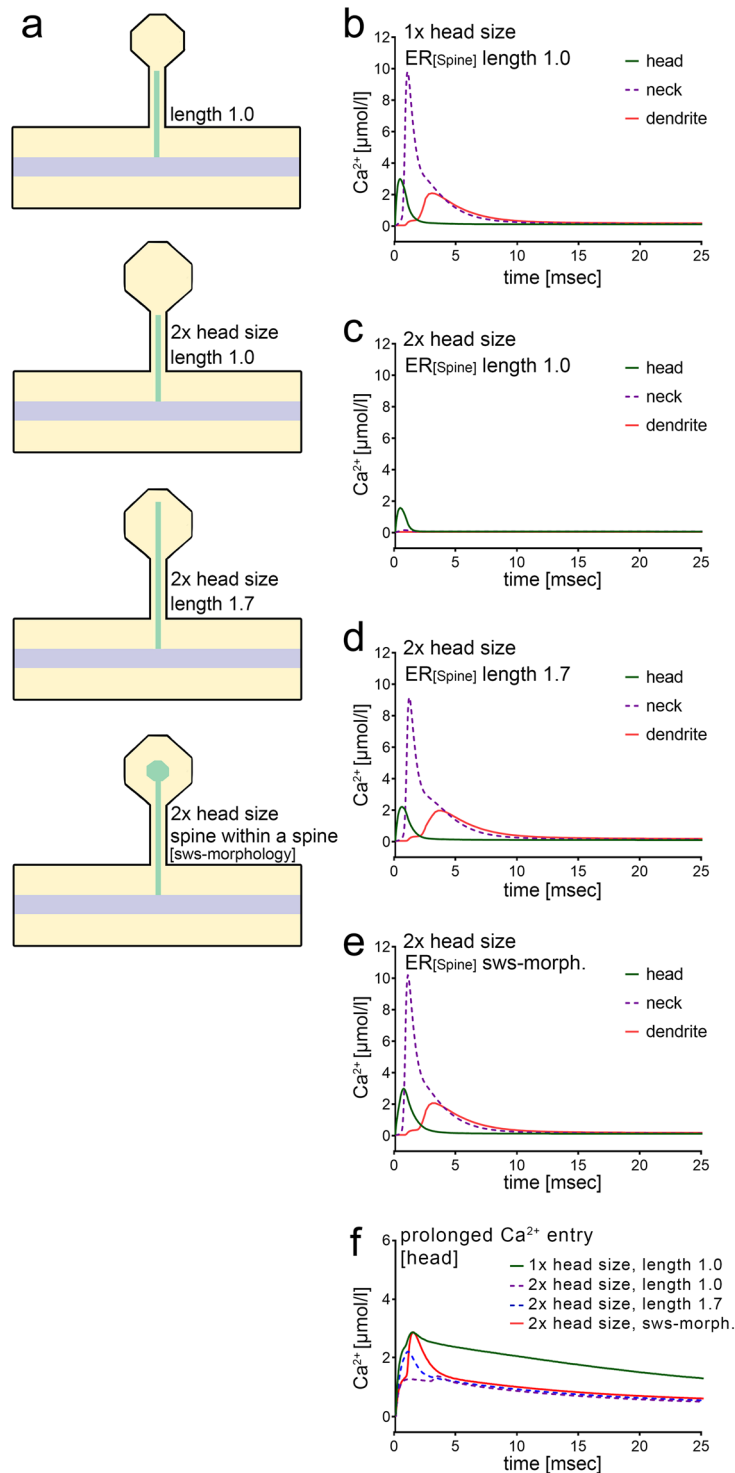 a
length 1.0
2x head size
length 1.0
2x head size
length 1.7
2x head size
spine within a spine
[sws-morphology]
b
1x head size
ER[Spine] length 1.0
head
neck
dendrite
Ca²⁺ [μmol/l]
12
10
8
6
4
2
0
0 5 10 15 20 25
time [msec]
c
2x head size
ER[Spine] length 1.0
head
neck
dendrite
Ca²⁺ [μmol/l]
12
10
8
6
4
2
0
0 5 10 15 20 25
time [msec]
d
2x head size
ER[Spine] length 1.7
head
neck
dendrite
Ca²⁺ [μmol/l]
12
10
8
6
4
2
0
0 5 10 15 20 25
time [msec]
e
2x head size
ER[Spine] sws-morph.
head
neck
dendrite
Ca²⁺ [μmol/l]
12
10
8
6
4
2
0
0 5 10 15 20 25
time [msec]
f
prolonged Ca²⁺ entry
[head]
1x head size, length 1.0
2x head size, length 1.0
2x head size, length 1.7
2x head size, sws-morph.
Ca²⁺ [μmol/l]
6
4
2
0
0 5 10 15 20 25
time [msec]